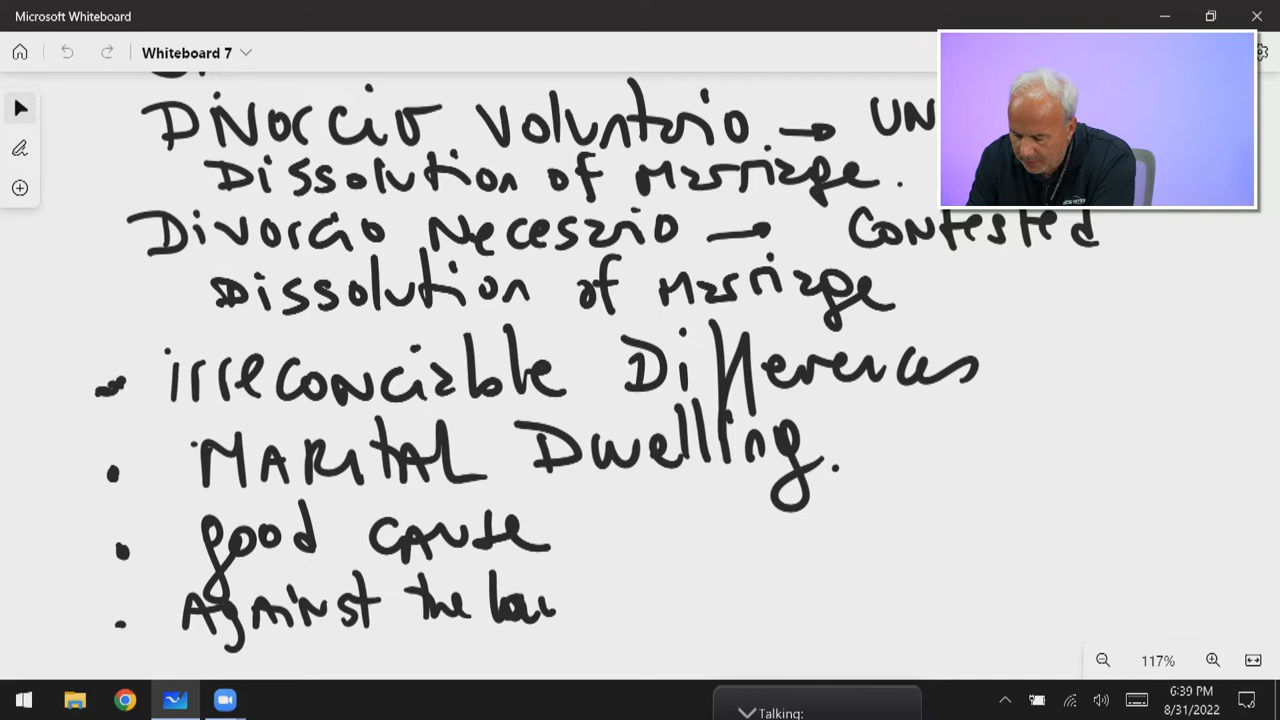 Microsoft Whiteboard
Whiteboard 7
Divorcio Voluntario → UN
Dissolution of Marriage.
Divorcio Necesario → Contested
Dissolution of Marriage
- irreconciable Differences
. MARITAL Dwelling.
. good CAUSE
. AgAINSt the law
117%
Talking:
6:39 PM
8/31/2022